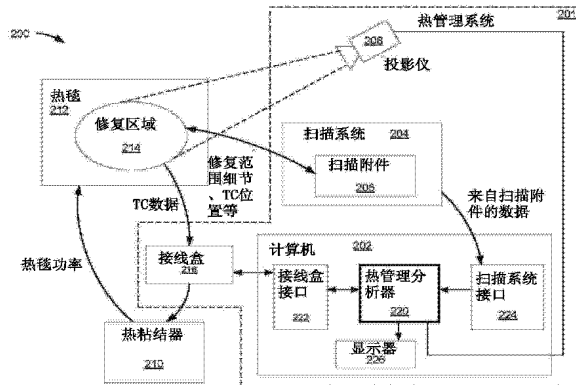 200
热管理系统
201
208
投影仪
热毯
212
修复区域
214
扫描系统
204
扫描附件
206
修复范
围细节
、TC位
置等
TC数据
来自扫描附
件的数据
热毯功率
接线盒
216
计算机
202
接线盒
接口
222
热管理分
析器
220
扫描系统
接口
224
显示器
226
热粘结器
210